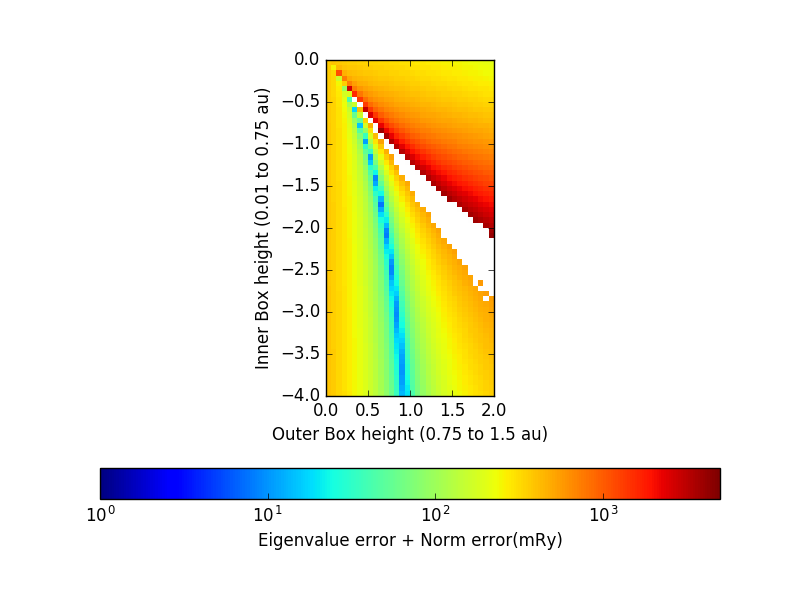 0.0
−0.5
−1.0
−1.5
−2.0
−2.5
−3.0
−3.5
−4.0
Inner Box height (0.01 to 0.75 au)
0.0 0.5 1.0 1.5 2.0
Outer Box height (0.75 to 1.5 au)
10⁰ 10¹ 10² 10³
Eigenvalue error + Norm error(mRy)